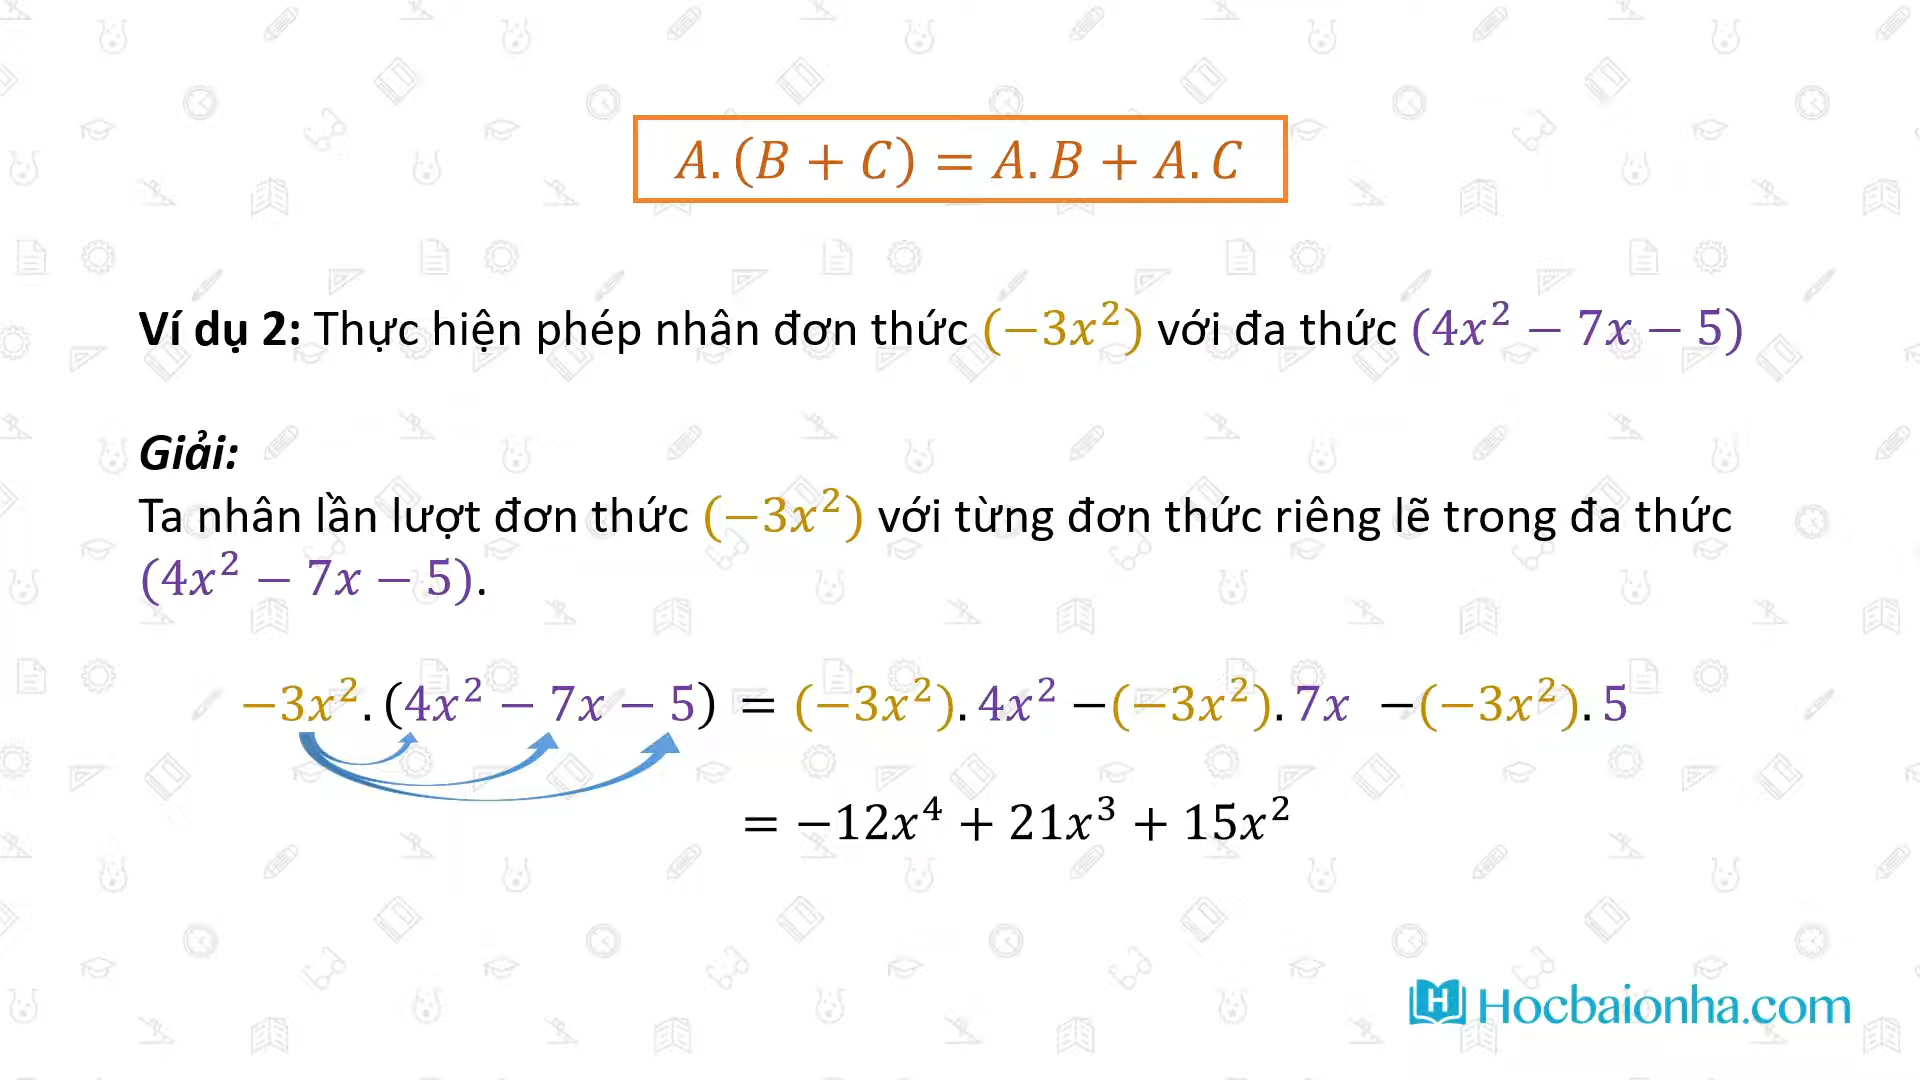 A.(B + C) = A.B + A.C
Ví dụ 2: Thực hiện phép nhân đơn thức (−3x²) với đa thức (4x² − 7x − 5)
Giải:
Ta nhân lần lượt đơn thức (−3x²) với từng đơn thức riêng lẽ trong đa thức
(4x² − 7x − 5).
−3x².(4x² − 7x − 5) = (−3x²).4x² −(−3x²).7x −(−3x²).5
= −12x⁴ + 21x³ + 15x²
H Hocbaionha.com